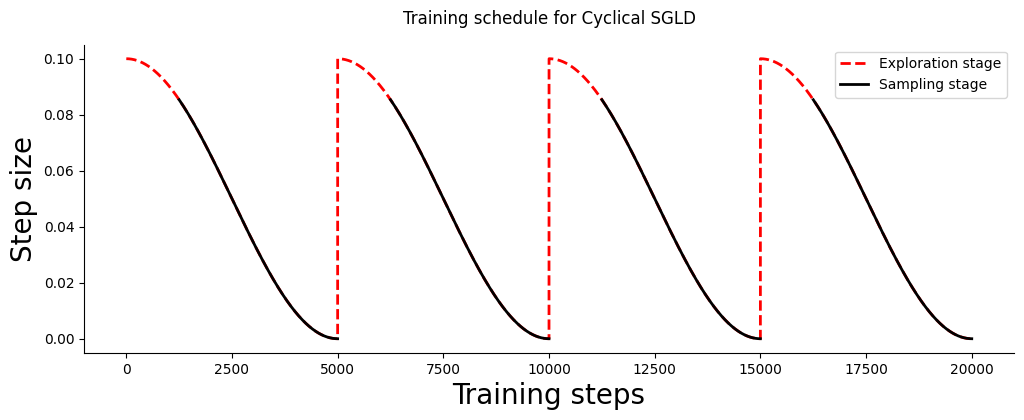 Training schedule for Cyclical SGLD
Exploration stage
Sampling stage
Step size
0.10
0.08
0.06
0.04
0.02
0.00
0 2500 5000 7500 10000 12500 15000 17500 20000
Training steps